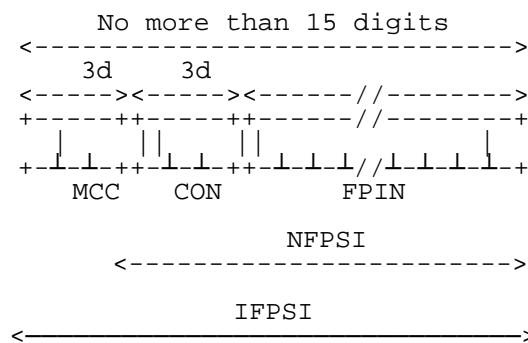 No more than 15 digits
3d 3d
MCC CON FPIN
NFPSI
IFPSI